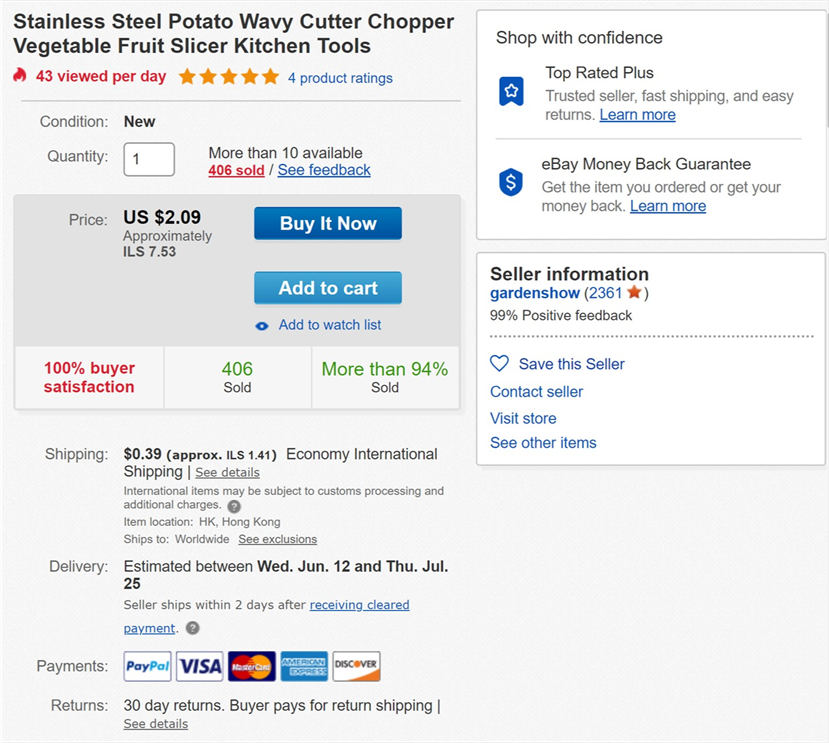 Stainless Steel Potato Wavy Cutter Chopper
Vegetable Fruit Slicer Kitchen Tools
43 viewed per day 4 product ratings
Condition: New
Quantity: 1
More than 10 available
406 sold / See feedback
Price: US $2.09
Approximately
ILS 7.53
Buy It Now
Add to cart
Add to watch list
100% buyer
satisfaction
406
Sold
More than 94%
Sold
Shipping: $0.39 (approx. ILS 1.41) Economy International
Shipping | See details
International items may be subject to customs processing and
additional charges. ?
Item location: HK, Hong Kong
Ships to: Worldwide See exclusions
Delivery: Estimated between Wed. Jun. 12 and Thu. Jul.
25
Seller ships within 2 days after receiving cleared
payment. ?
Payments: PayPal VISA MasterCard AMERICAN EXPRESS DISCOVER
Returns: 30 day returns. Buyer pays for return shipping |
See details
Shop with confidence
Top Rated Plus
Trusted seller, fast shipping, and easy
returns. Learn more
$
eBay Money Back Guarantee
Get the item you ordered or get your
money back. Learn more
Seller information
gardenshow (2361 )
99% Positive feedback
Save this Seller
Contact seller
Visit store
See other items